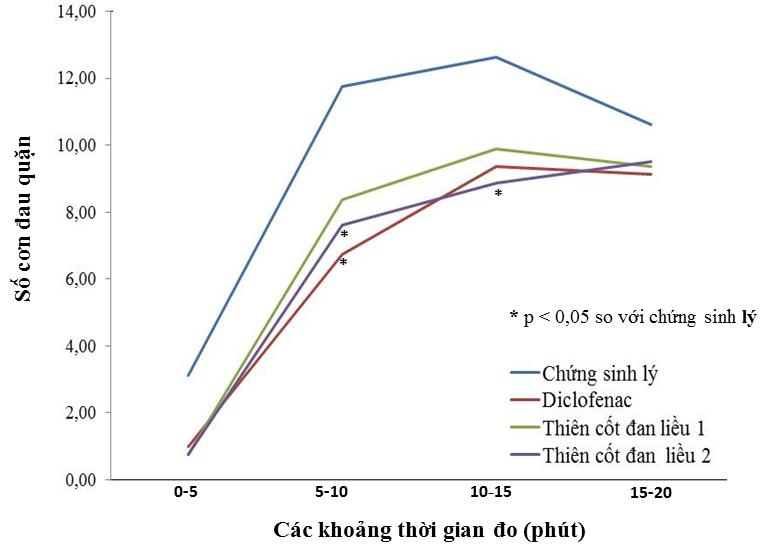 14,00
12,00
10,00
8,00
6,00
4,00
2,00
0,00
Số cơn đau quặn
*
*
*
* p < 0,05 so với chứng sinh lý
Chứng sinh lý
Diclofenac
Thiên cốt đan liều 1
Thiên cốt đan liều 2
0-5
5-10
10-15
15-20
Các khoảng thời gian đo (phút)